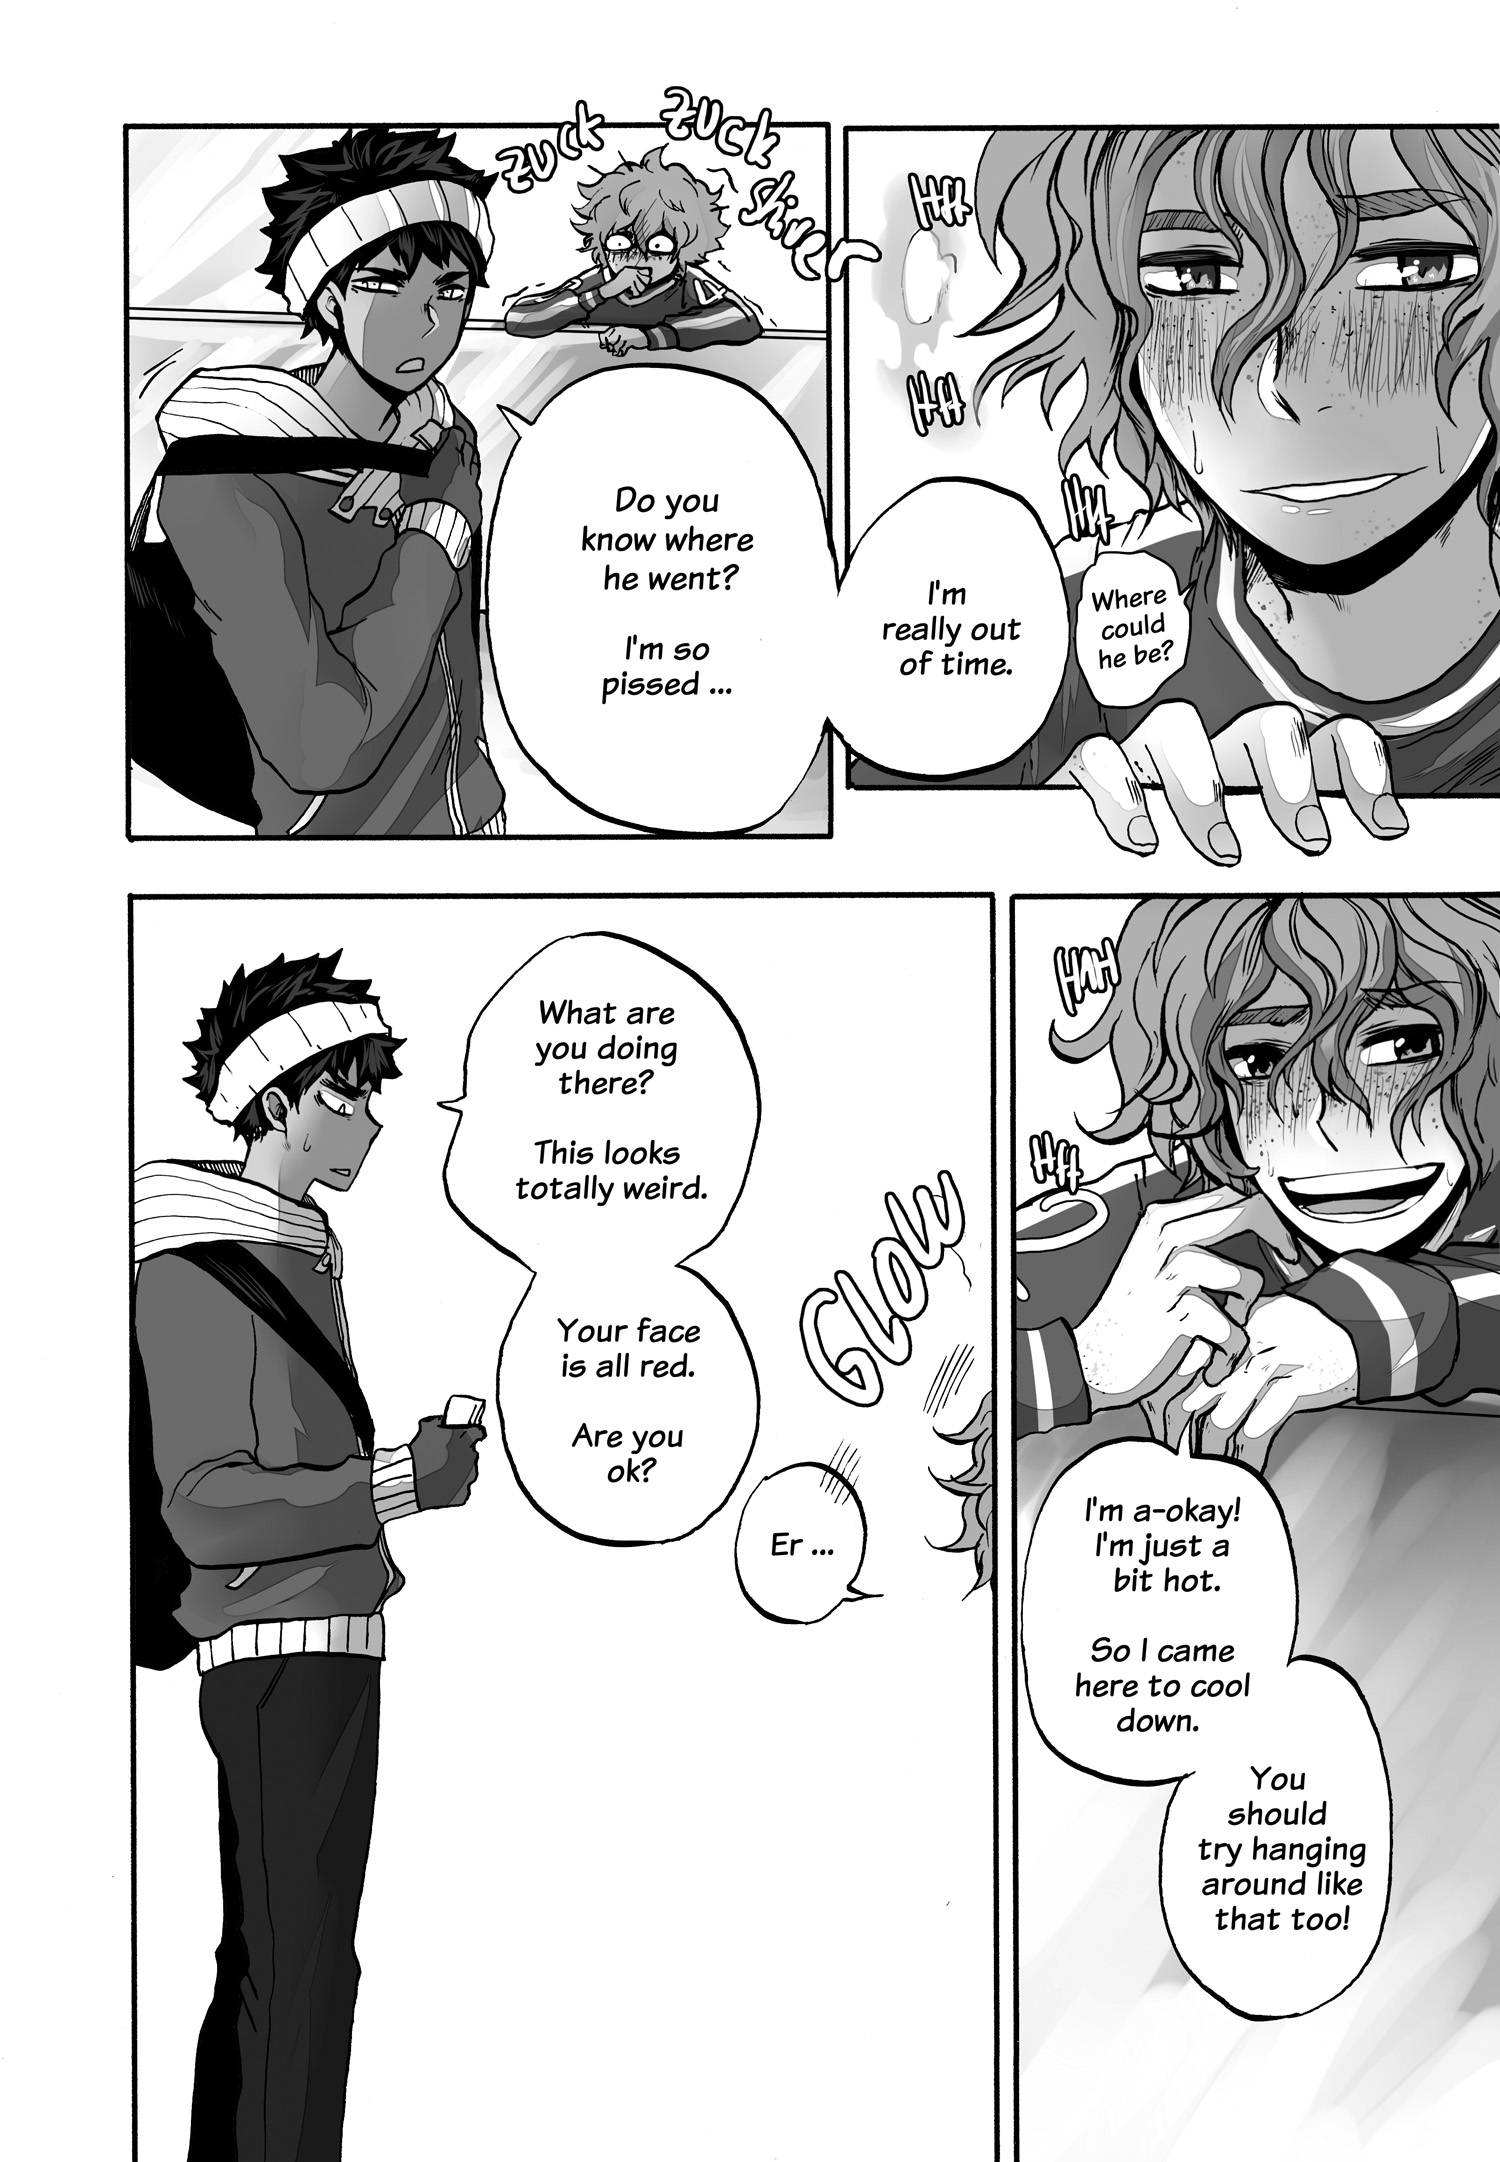 ZUCK
ZUCK
Shiver
Do you
know where
he went?
I'm so
pissed ...
I'm
really out
of time.
HH
HH
HH
Where
could
he be?
What are
you doing
there?
This looks
totally weird.
Your face
is all red.
Are you
ok?
GLOW
Er ...
HAH
HH
I'm a-okay!
I'm just a
bit hot.
So I came
here to cool
down.
You
should
try hanging
around like
that too!